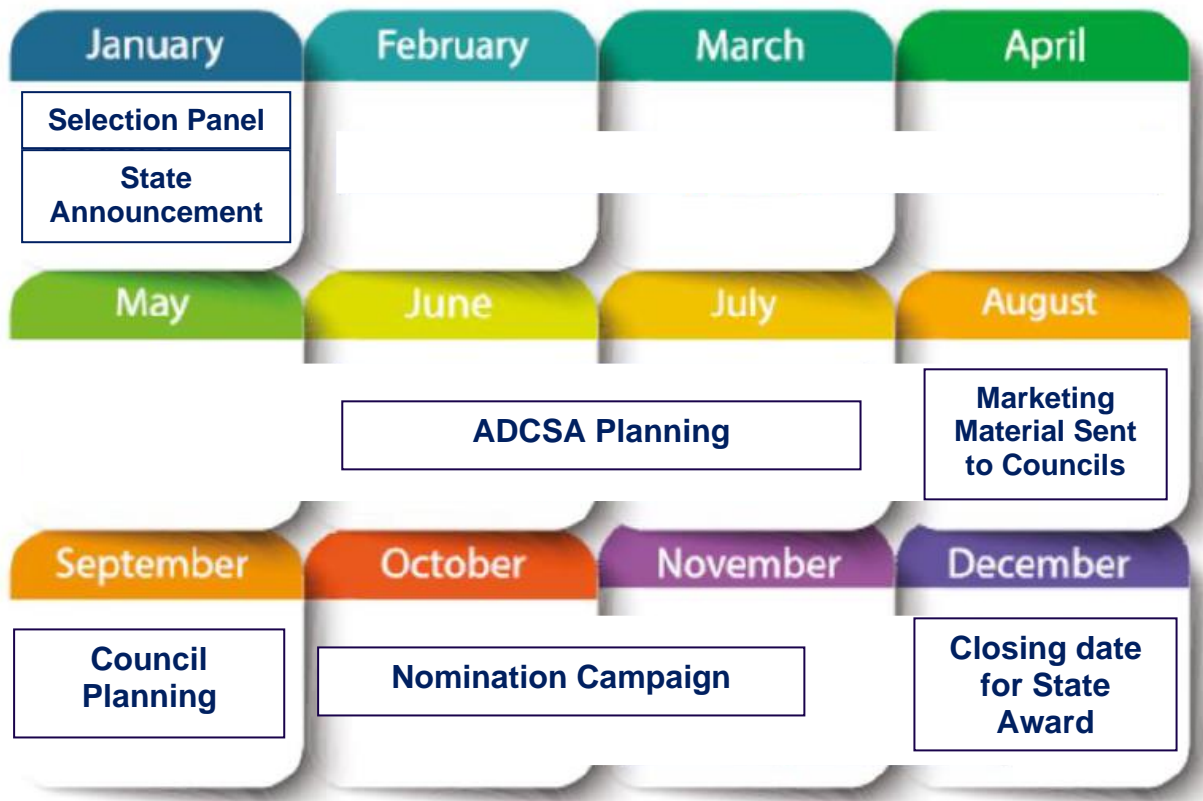 January
February
March
April
Selection Panel
State
Announcement
May
June
July
August
ADCSA Planning
Marketing
Material Sent
to Councils
September
October
November
December
Council
Planning
Nomination Campaign
Closing date
for State
Award